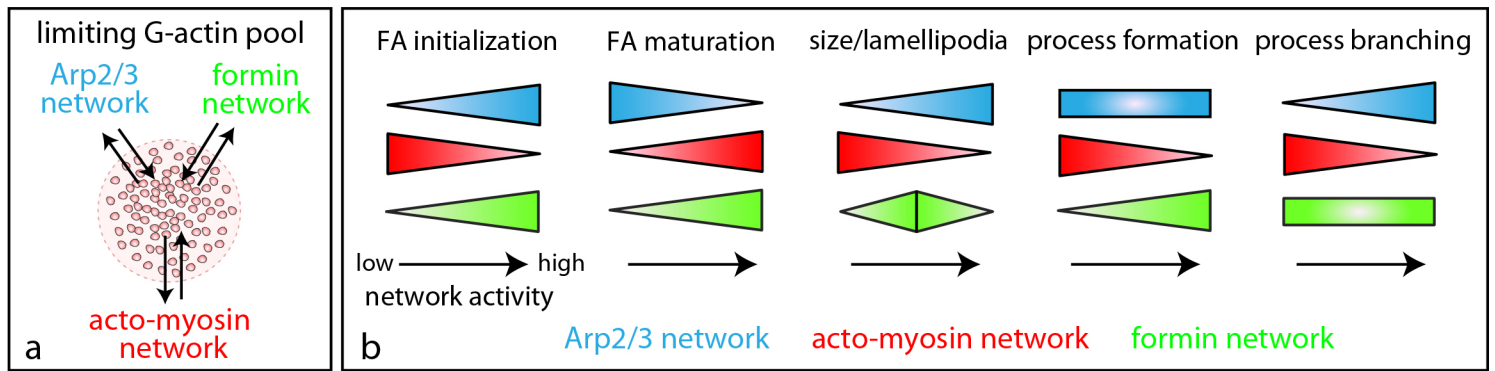 limiting G-actin pool
Arp2/3
network
formin
network
acto-myosin
network
a
FA initialization
FA maturation
size/lamellipodia
process formation
process branching
low
high
network activity
Arp2/3 network
acto-myosin network
formin network
b